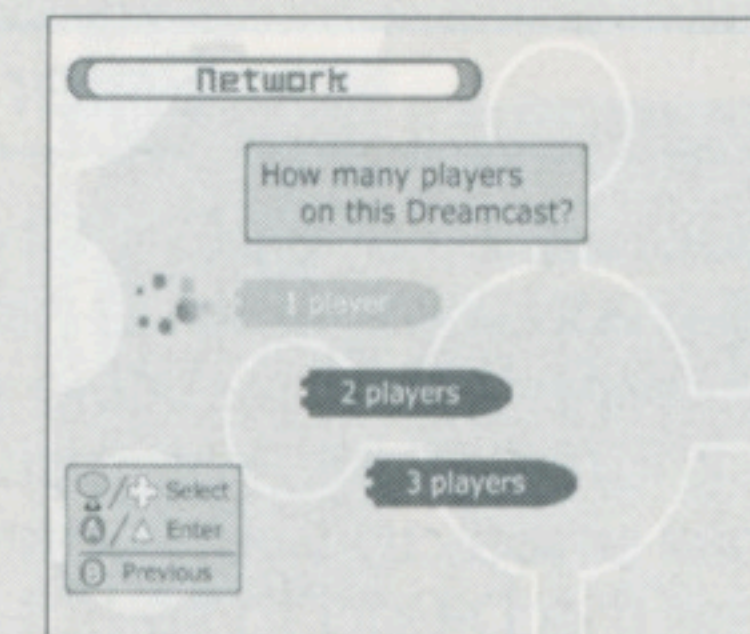 Network
How many players
on this Dreamcast?
1 player
2 players
3 players
/ Select
A/ Enter
Previous